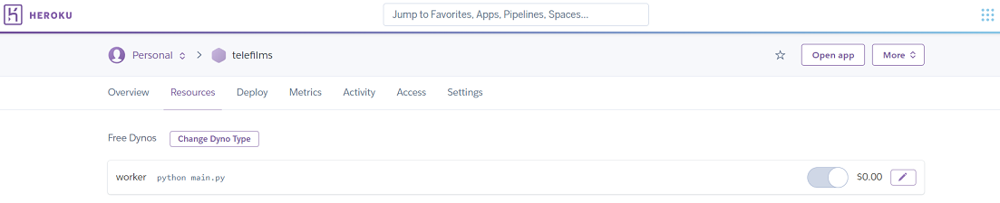 HEROKU
Jump to Favorites, Apps, Pipelines, Spaces...
Personal > telefilms
Open app
More
Overview Resources Deploy Metrics Activity Access Settings
Free Dynos Change Dyno Type
worker python main.py $0.00